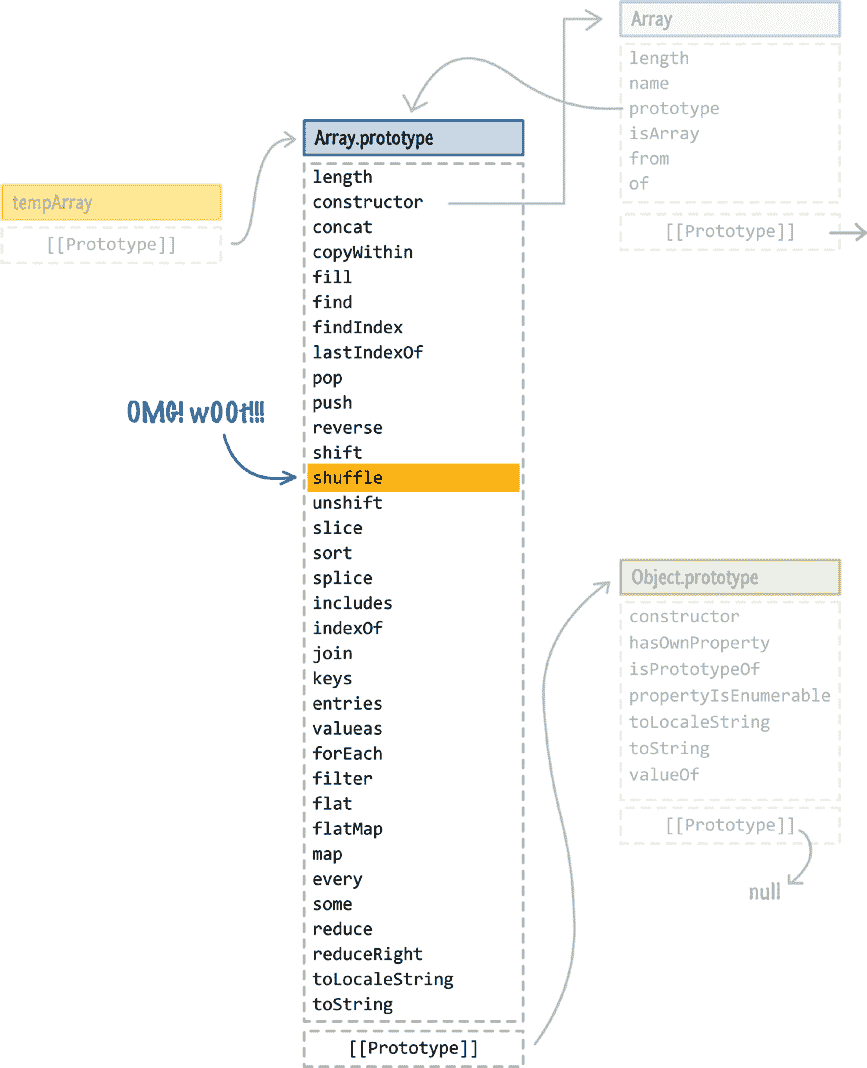 Array
length
name
prototype
isArray
from
of
[[Prototype]]
Array.prototype
length
constructor
concat
copyWithin
fill
find
findIndex
lastIndexOf
pop
push
reverse
shift
shuffle
unshift
slice
sort
splice
includes
indexOf
join
keys
entries
valueas
forEach
filter
flat
flatMap
map
every
some
reduce
reduceRight
toLocaleString
toString
[[Prototype]]
tempArray
[[Prototype]]
OMG! w00t!!!
Object.prototype
constructor
hasOwnProperty
isPrototypeOf
propertyIsEnumerable
toLocaleString
toString
valueOf
[[Prototype]]
null